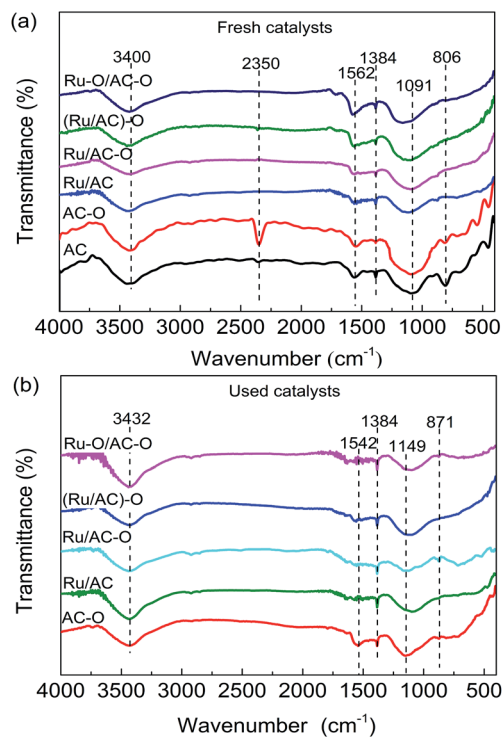 (a)
Fresh catalysts
3400
2350
1562
1384
1091
806
Ru-O/AC-O
(Ru/AC)-O
Ru/AC-O
Ru/AC
AC-O
AC
Transmittance (%)
4000 3500 3000 2500 2000 1500 1000 500
Wavenumber (cm-1)
(b)
Used catalysts
3432
1542
1384
1149
871
Ru-O/AC-O
(Ru/AC)-O
Ru/AC-O
Ru/AC
AC-O
Transmittance (%)
4000 3500 3000 2500 2000 1500 1000 500
Wavenumber (cm-1)